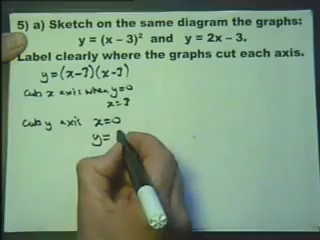 5) a) Sketch on the same diagram the graphs:
y = (x – 3)² and y = 2x – 3.
Label clearly where the graphs cut each axis.
y=(x-3)(x-3)
cuts x axis when y=0
x=3
cuts y axis x=0
y=